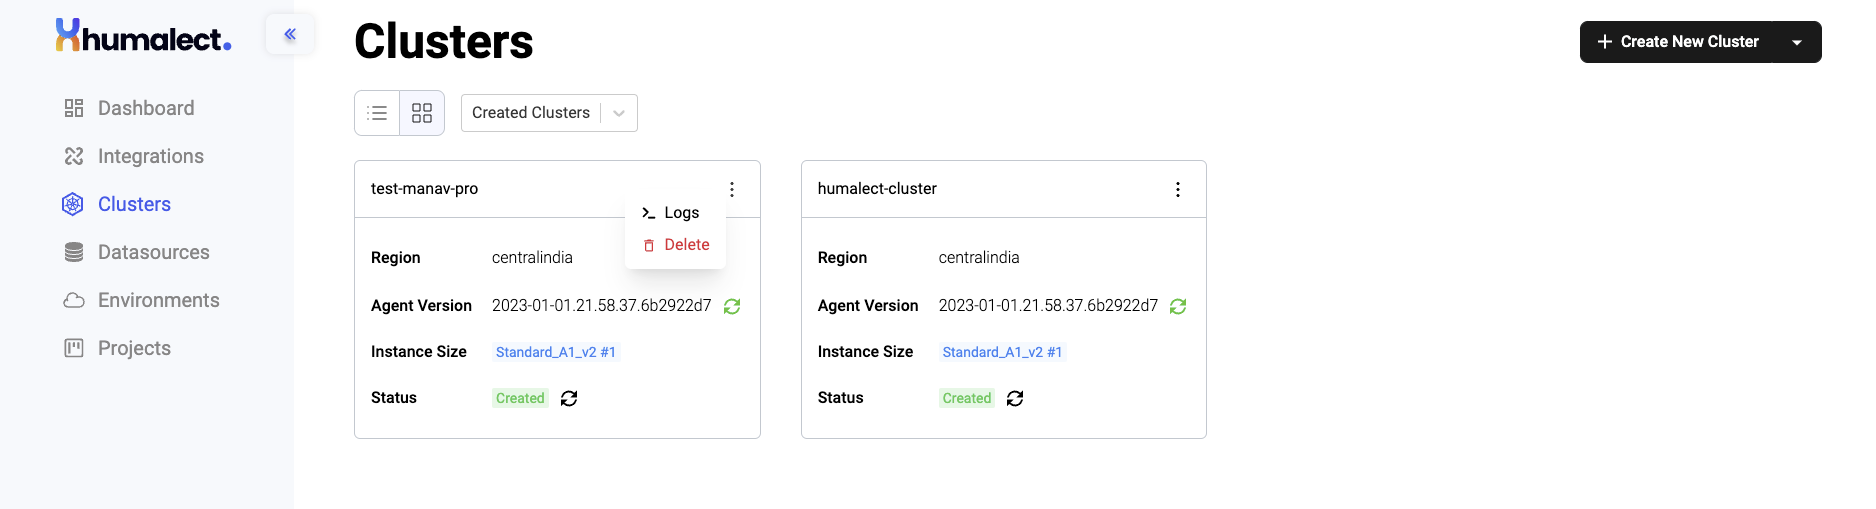 humalect.
Dashboard
Integrations
Clusters
Datasources
Environments
Projects
Clusters
Create New Cluster
Created Clusters
test-manav-pro
Logs
Delete
Region centralindia
Agent Version 2023-01-01.21.58.37.6b2922d7
Instance Size Standard_A1_v2 #1
Status Created
humalect-cluster
Region centralindia
Agent Version 2023-01-01.21.58.37.6b2922d7
Instance Size Standard_A1_v2 #1
Status Created